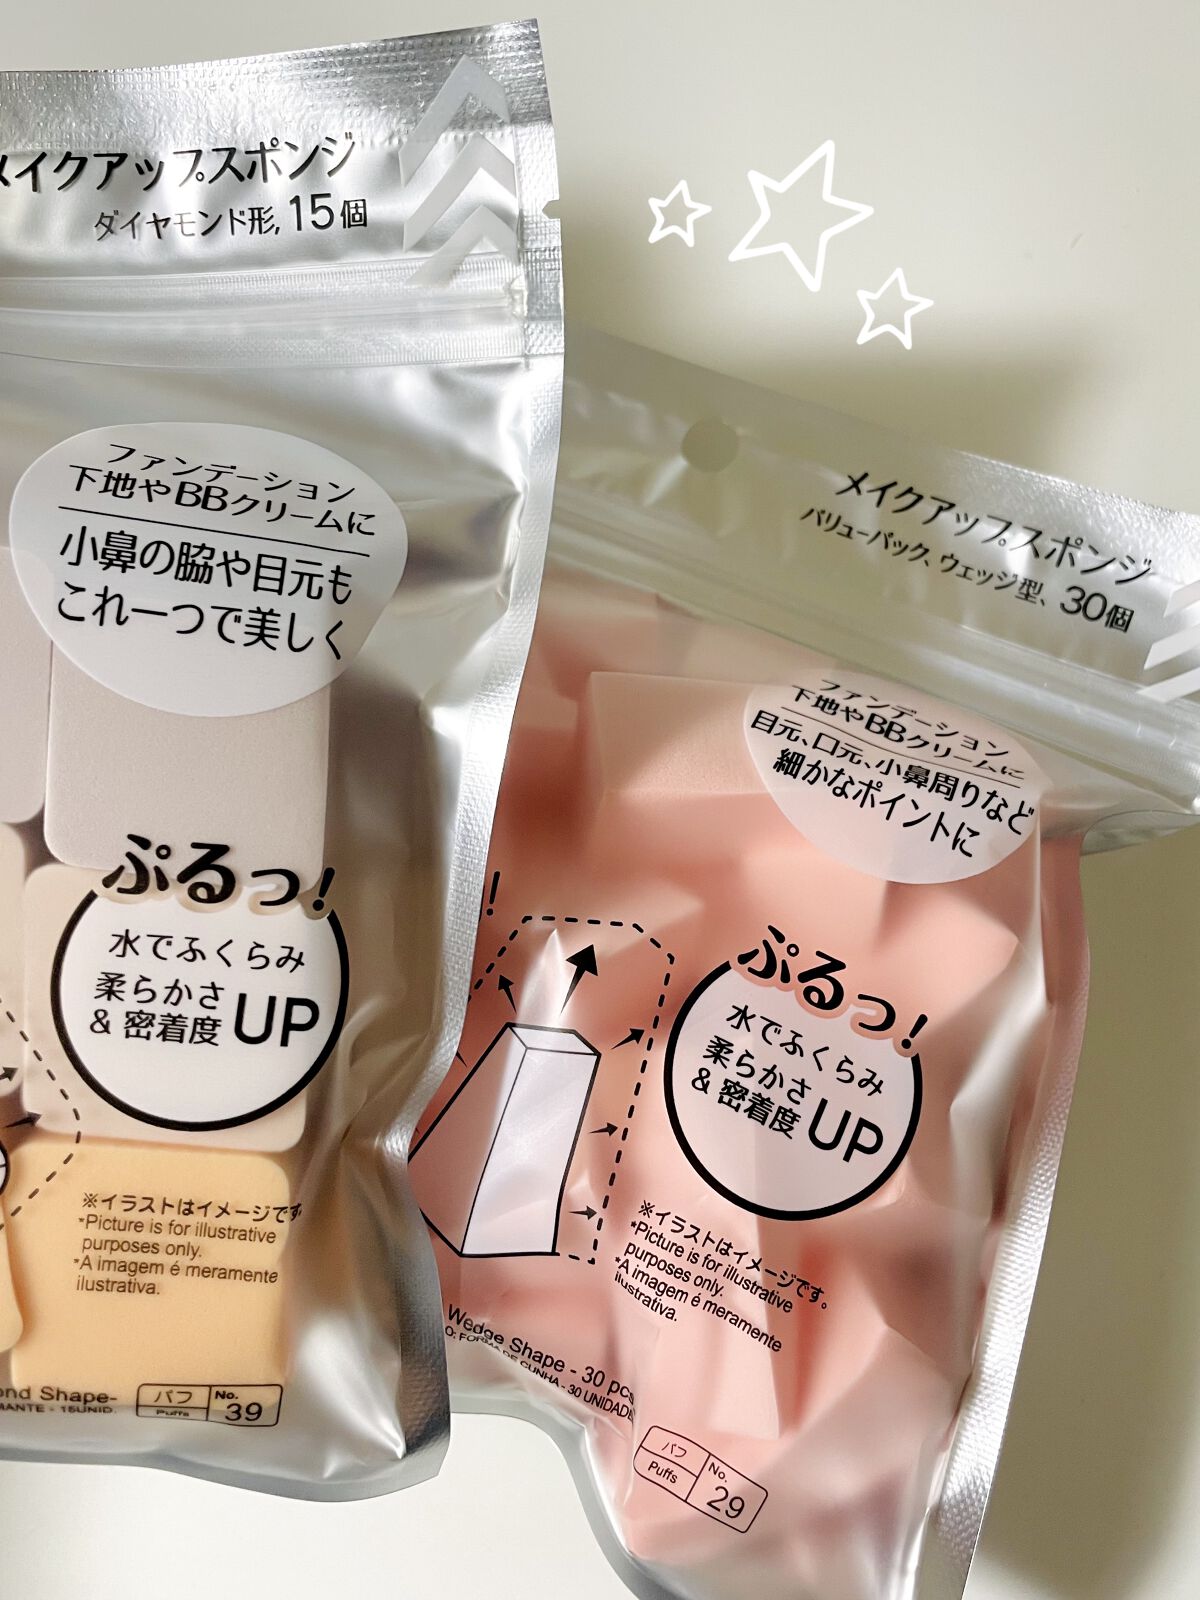 メイクアップスポンジ
ダイヤモンド形, 15個
ファンデーション
下地やBBクリームに
小鼻の脇や目元も
これ一つで美しく
ぷるっ!
水でふくらみ
柔らかさ
& 密着度 UP
※イラストはイメージです。
*Picture is for illustrative
purposes only.
*A imagem é meramente
ilustrativa.
ond Shape-
MANTE - 15UNID.
パフ
Puffs
No.
39
メイクアップスポンジ
バリューパック、ウェッジ型、30個
ファンデーション
下地やBBクリームに
目元、口元、小鼻周りなど
細かなポイントに
!
ぷるっ!
水でふくらみ
柔らかさ
& 密着度 UP
※イラストはイメージです。
*Picture is for illustrative
purposes only.
*A imagem é meramente
ilustrativa.
Wedge Shape - 30 pcs
O: FORMA DE CUNHA - 30 UNIDADE
パフ
Puffs
No.
29